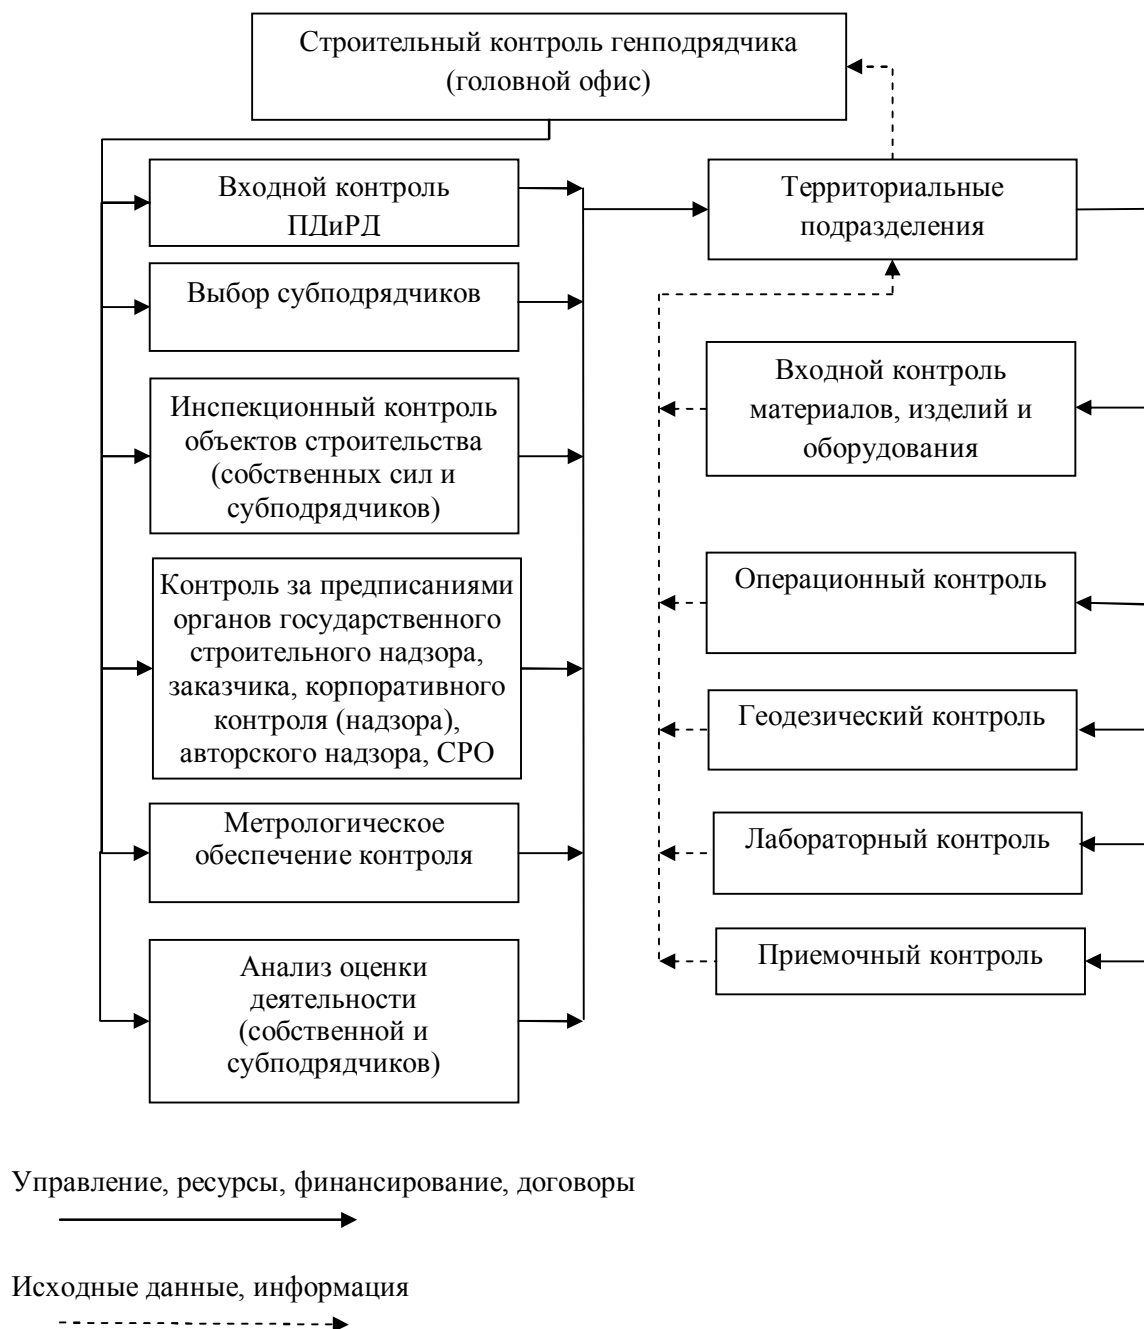 Строительный контроль генподрядчика
(головной офис)
Входной контроль
ПДиРД
Выбор субподрядчиков
Инспекционный контроль
объектов строительства
(собственных сил и
субподрядчиков)
Контроль за предписаниями
органов государственного
строительного надзора,
заказчика, корпоративного
контроля (надзора),
авторского надзора, СРО
Метрологическое
обеспечение контроля
Анализ оценки
деятельности
(собственной и
субподрядчиков)
Территориальные
подразделения
Входной контроль
материалов, изделий и
оборудования
Операционный контроль
Геодезический контроль
Лабораторный контроль
Приемочный контроль
Управление, ресурсы, финансирование, договоры
Исходные данные, информация